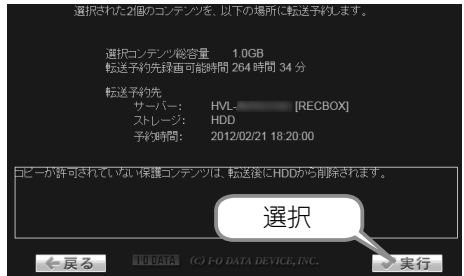 選択された2個のコンテンツを、以下の場所に転送予約します。
選択コンテンツ総容量 1.0GB
転送予約先録画可能時間 264 時間 34 分
転送予約先
サーバー: HVL- [RECBOX]
ストレージ: HDD
予約時間: 2012/02/21 18:20:00
コピーが許可されていない保護コンテンツは、転送後にHDDから削除されます。
選択
戻る I-O DATA (C) I-O DATA DEVICE, INC. 実行